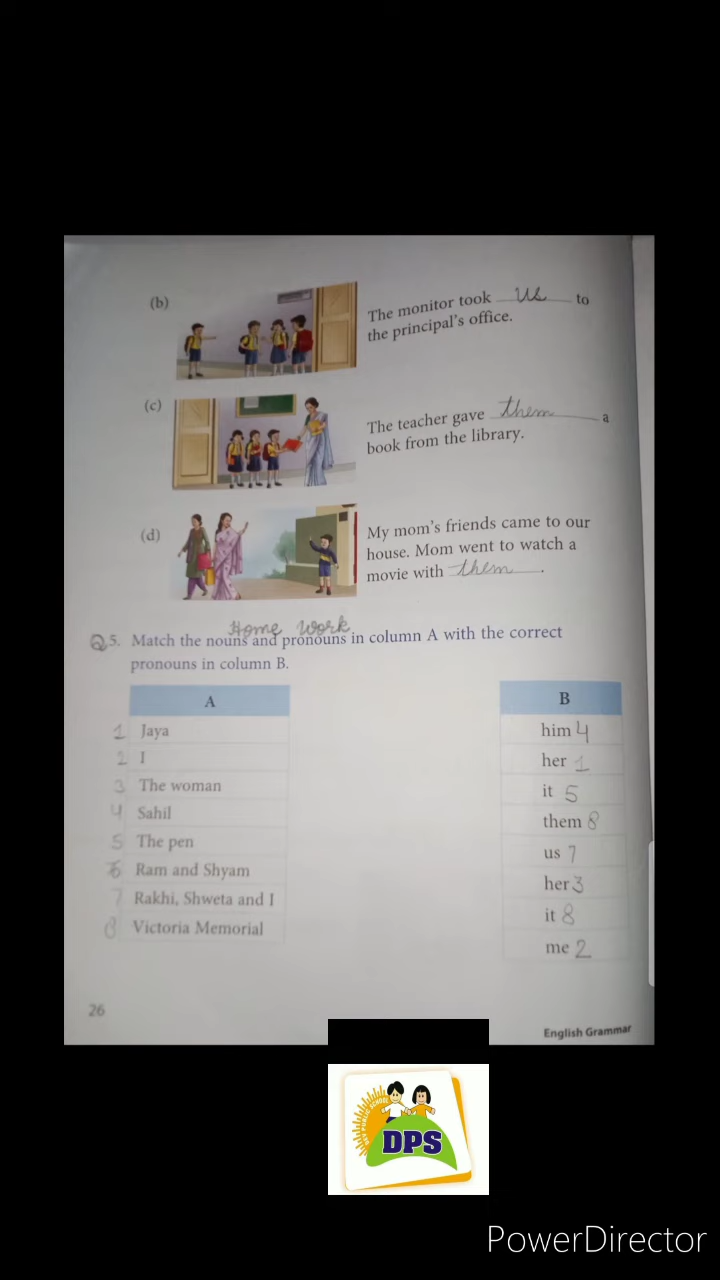 (b)
The monitor took us to
the principal's office.
(c)
The teacher gave them a
book from the library.
(d)
My mom's friends came to our
house. Mom went to watch a
movie with them.
Home Work
Q5. Match the nouns and pronouns in column A with the correct
pronouns in column B.
A
1 Jaya
2 I
3 The woman
4 Sahil
5 The pen
6 Ram and Shyam
7 Rakhi, Shweta and I
8 Victoria Memorial
B
him 4
her 1
it 5
them 8
us 7
her 3
it 8
me 2
26
English Grammar
DPS
PowerDirector